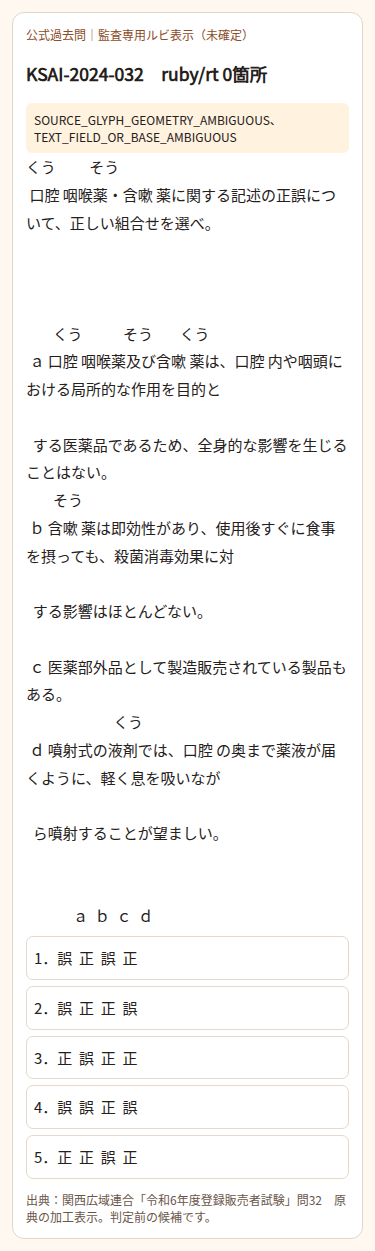 公式過去問｜監査専用ルビ表示（未確定）
KSAI-2024-032　ruby/rt 0箇所
SOURCE_GLYPH_GEOMETRY_AMBIGUOUS、
TEXT_FIELD_OR_BASE_AMBIGUOUS
くう　　そう
口腔 咽喉薬・含嗽 薬に関する記述の正誤につ
いて、正しい組合せを選べ。
くう　　そう　くう
ａ 口腔 咽喉薬及び含嗽 薬は、口腔 内や咽頭に
おける局所的な作用を目的と
する医薬品であるため、全身的な影響を生じる
ことはない。
そう
ｂ 含嗽 薬は即効性があり、使用後すぐに食事
を摂っても、殺菌消毒効果に対
する影響はほとんどない。
ｃ 医薬部外品として製造販売されている製品も
ある。
くう
ｄ 噴射式の液剤では、口腔 の奥まで薬液が届
くように、軽く息を吸いなが
ら噴射することが望ましい。
ａ ｂ ｃ ｄ
1．誤 正 誤 正
2．誤 正 正 誤
3．正 誤 正 正
4．誤 誤 正 誤
5．正 正 誤 正
出典：関西広域連合「令和6年度登録販売者試験」問32　原
典の加工表示。判定前の候補です。